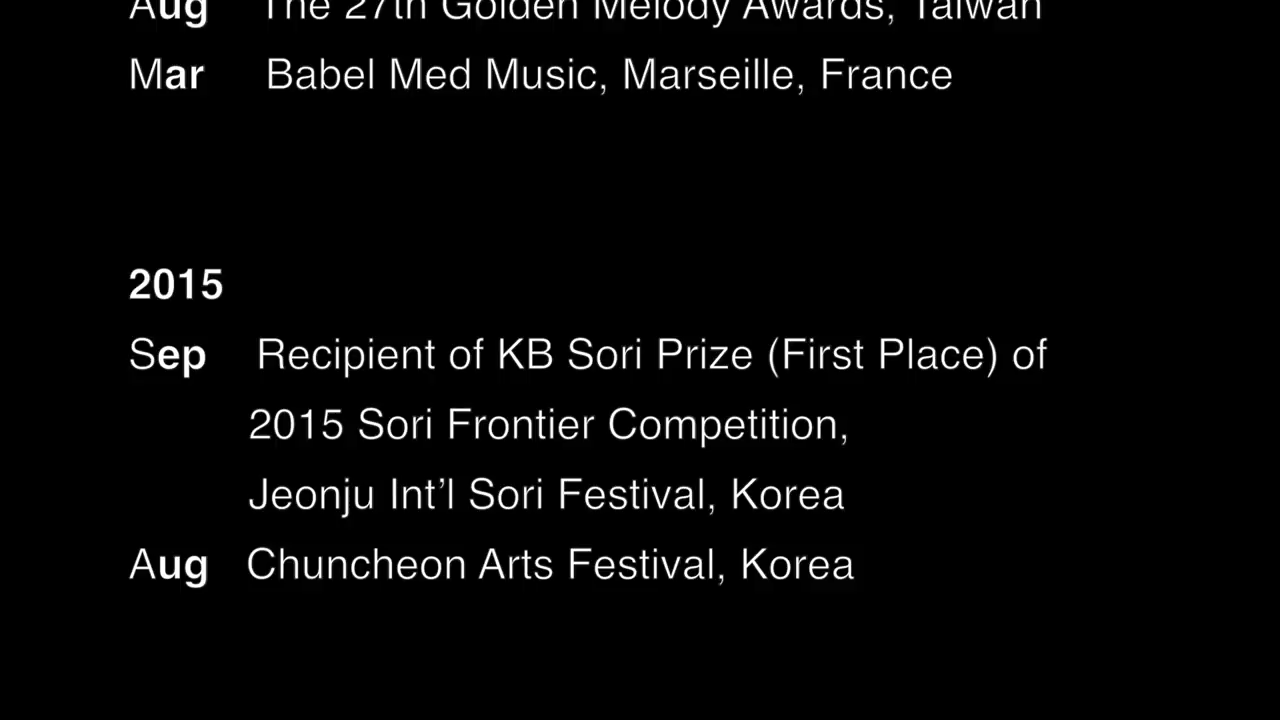 Aug The 27th Golden Melody Awards, Taiwan
Mar Babel Med Music, Marseille, France
2015
Sep Recipient of KB Sori Prize (First Place) of
2015 Sori Frontier Competition,
Jeonju Int’l Sori Festival, Korea
Aug Chuncheon Arts Festival, Korea